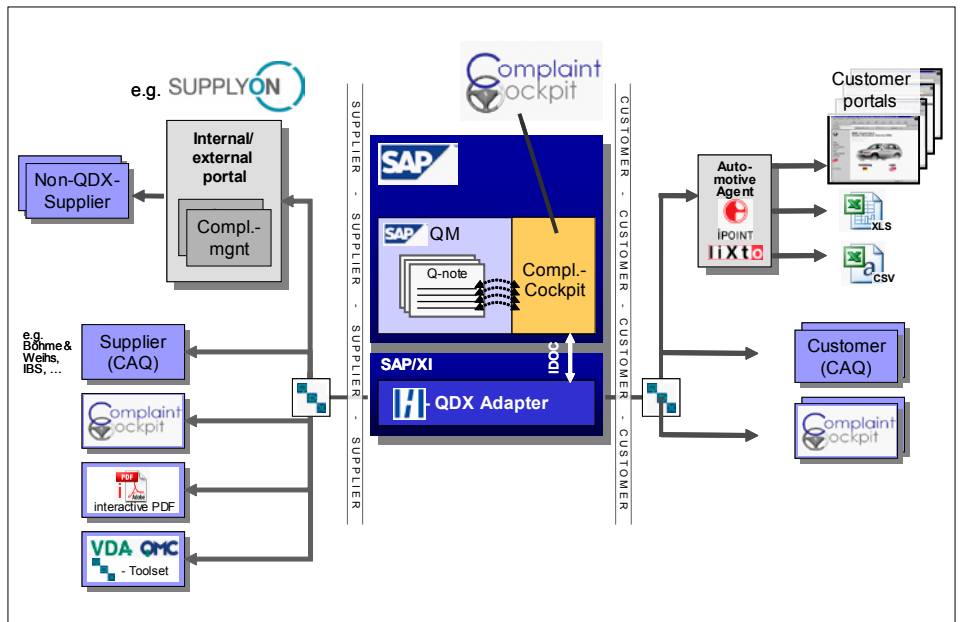 e.g. SUPPLYON
Internal/
external
portal
Compl.-
mgnt
Non-QDX-
Supplier
e.g.
Böhme &
Weihs,
IBS, ...
Supplier
(CAQ)
Complaint
Cockpit
PDF
i
Adobe
interactive PDF
VDA QMC
- Toolset
SUPPLIER - SUPPLIER - SUPPLIER - SUPPLIER
Complaint
Cockpit
SAP
SAP QM
Q-note
Compl.-
Cockpit
IDOC
SAP/XI
H - QDX Adapter
CUSTOMER - CUSTOMER - CUSTOMER - CUSTOMER
Auto-
motive
Agent
iPOINT
liXto
Customer
portals
XLS
a
CSV
Customer
(CAQ)
Complaint
Cockpit